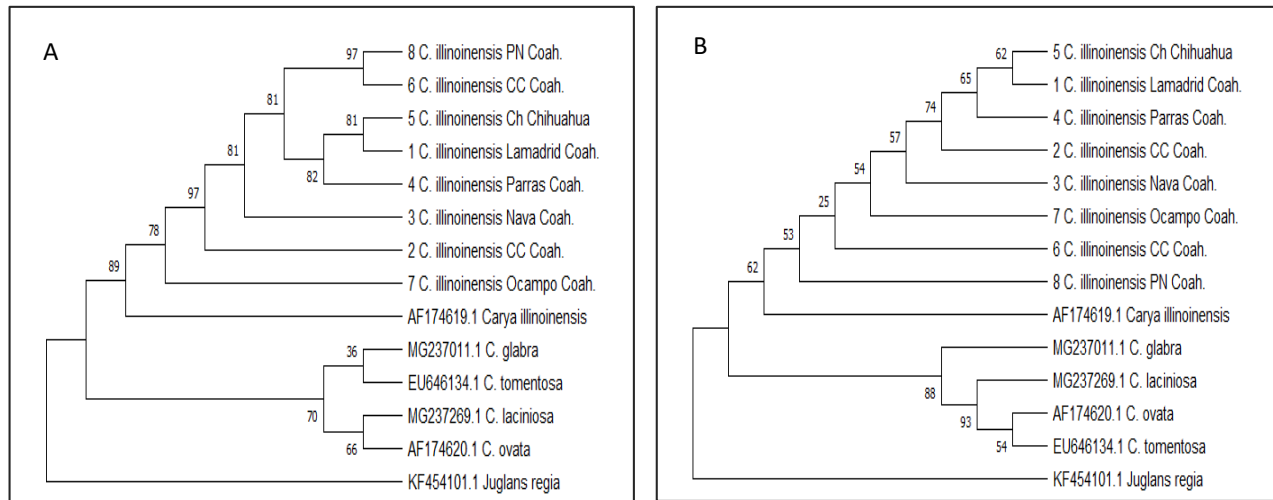 A
97
8 C. illinoinensis PN Coah.
6 C. illinoinensis CC Coah.
81
81
5 C. illinoinensis Ch Chihuahua
1 C. illinoinensis Lamadrid Coah.
82
4 C. illinoinensis Parras Coah.
81
3 C. illinoinensis Nava Coah.
97
2 C. illinoinensis CC Coah.
78
7 C. illinoinensis Ocampo Coah.
89
AF174619.1 Carya illinoinensis
36
MG237011.1 C. glabra
EU646134.1 C. tomentosa
70
MG237269.1 C. laciniosa
66
AF174620.1 C. ovata
KF454101.1 Juglans regia
B
62
5 C. illinoinensis Ch Chihuahua
1 C. illinoinensis Lamadrid Coah.
65
4 C. illinoinensis Parras Coah.
74
2 C. illinoinensis CC Coah.
57
3 C. illinoinensis Nava Coah.
54
7 C. illinoinensis Ocampo Coah.
25
6 C. illinoinensis CC Coah.
53
8 C. illinoinensis PN Coah.
62
AF174619.1 Carya illinoinensis
MG237011.1 C. glabra
88
MG237269.1 C. laciniosa
93
AF174620.1 C. ovata
54
EU646134.1 C. tomentosa
KF454101.1 Juglans regia